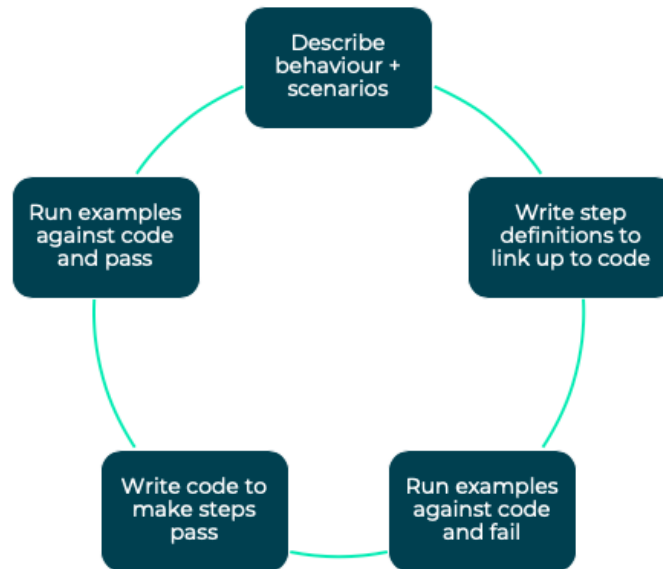 Describe
behaviour +
scenarios
Write step
definitions to
link up to code
Run examples
against code
and fail
Write code to
make steps
pass
Run examples
against code
and pass